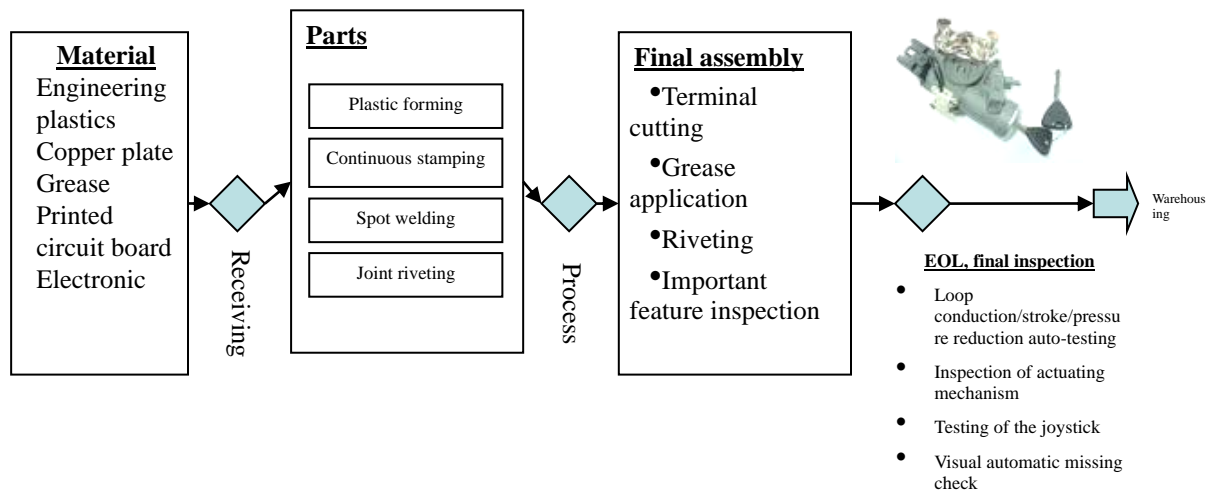 Material
Engineering
plastics
Copper plate
Grease
Printed
circuit board
Electronic
Receiving
Parts
Plastic forming
Continuous stamping
Spot welding
Joint riveting
Process
Final assembly
•Terminal
cutting
•Grease
application
•Riveting
•Important
feature inspection
EOL, final inspection
• Loop
conduction/stroke/pressu
re reduction auto-testing
• Inspection of actuating
mechanism
• Testing of the joystick
• Visual automatic missing
check
Warehous
ing